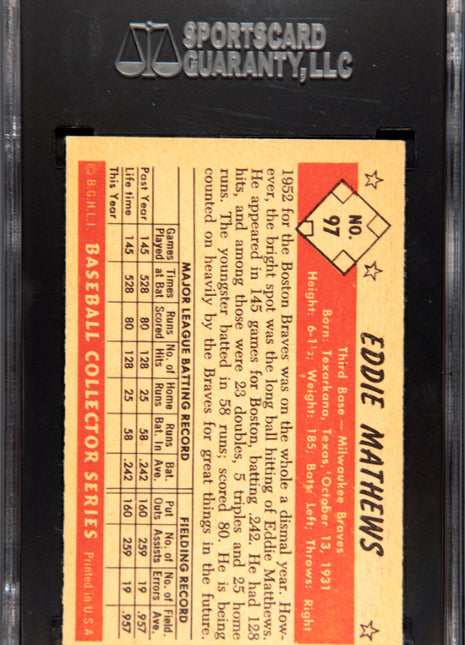 SPORTSCARD
GUARANTY, LLC
NO.
97
EDDIE MATHEWS
Third Base — Milwaukee Braves
Born: Texarkana, Texas, October 13, 1931
Height: 6-1½; Weight: 185; Bats: Left; Throws: Right
1952 for the Boston Braves was on the whole a dismal year. How-
ever, the bright spot was the long ball hitting of Eddie Matthews.
He appeared in 145 games for Boston, batting .242. He had 128
hits, and among those were 23 doubles, 5 triples and 25 home
runs. The youngster batted in 58 runs; scored 80. He is being
counted on heavily by the Braves for great things in the future.
MAJOR LEAGUE BATTING RECORD FIELDING RECORD
Games Times Runs No. of Home Runs Bat. Put No. of No. of Field.
Played at Bat Scored Hits Runs Bat. In Ave. Outs Assists Errors Ave.
Past Year 145 528 80 128 25 58 .242 160 259 19 .957
Life time 145 528 80 128 25 58 .242 160 259 19 .957
This Year
© B.G.H.L.I. BASEBALL COLLECTOR SERIES Printed in U.S.A